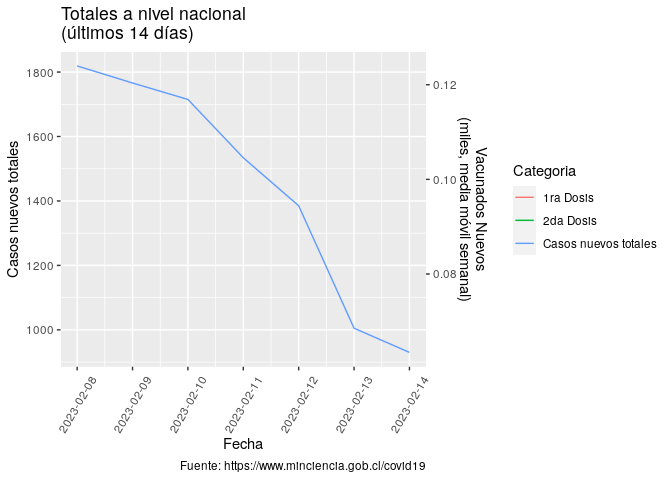 Totales a nivel nacional
(últimos 14 días)
Casos nuevos totales
1800
1600
1400
1200
1000
0.12
0.10
0.08
Vacunados Nuevos
(miles, media móvil semanal)
2023-02-08
2023-02-09
2023-02-10
2023-02-11
2023-02-12
2023-02-13
2023-02-14
Fecha
Categoria
1ra Dosis
2da Dosis
Casos nuevos totales
Fuente: https://www.minciencia.gob.cl/covid19